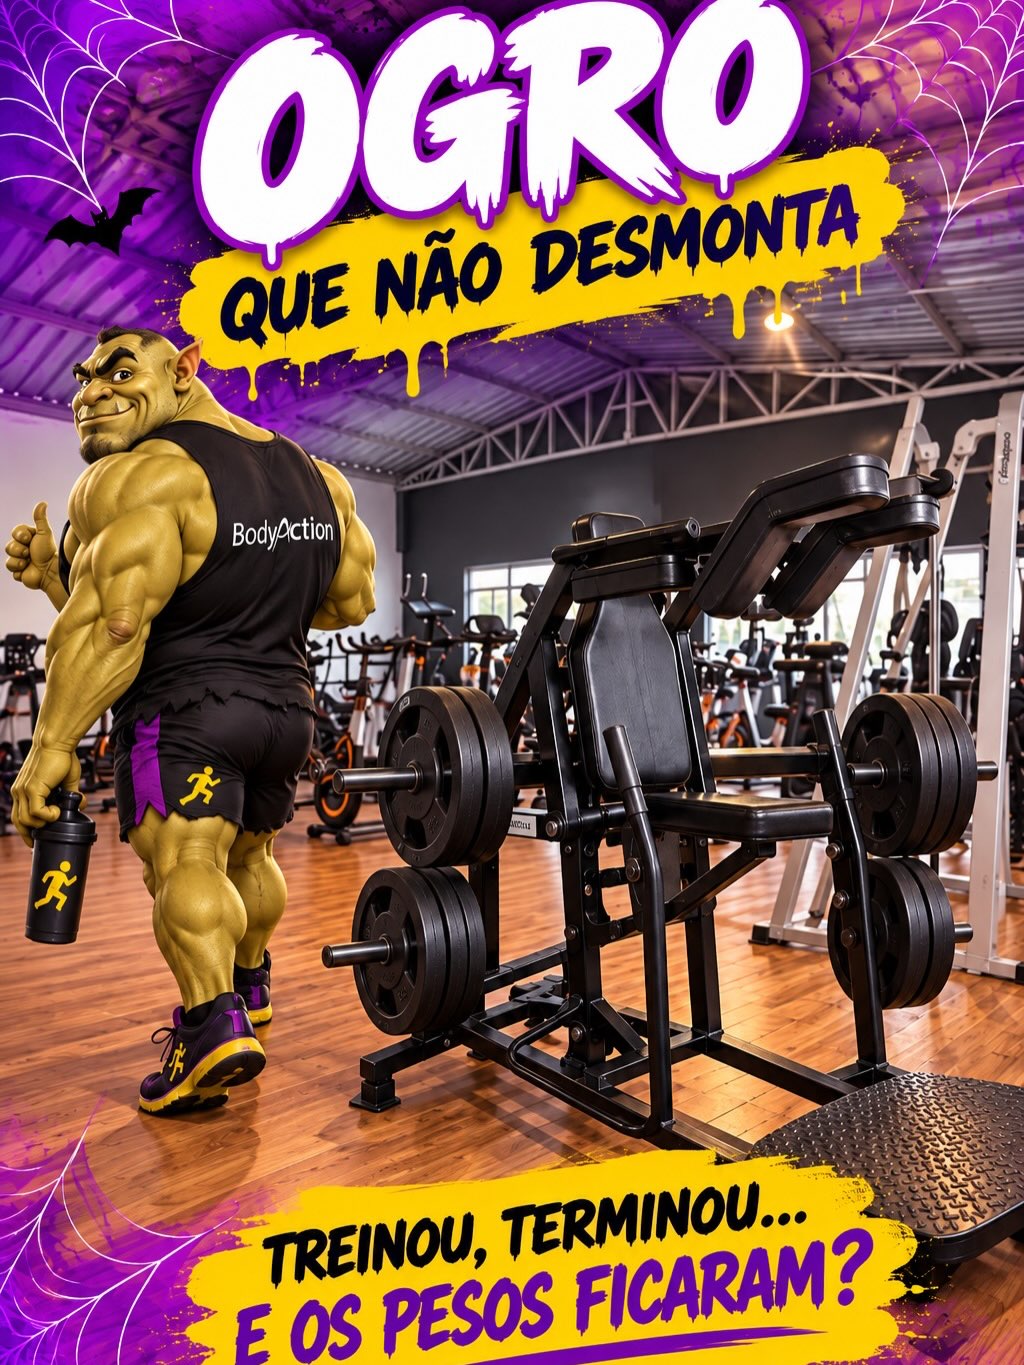 OGRO
QUE NÃO DESMONTA
BodyAction
TREINOU, TERMINOU...
E OS PESOS FICARAM?